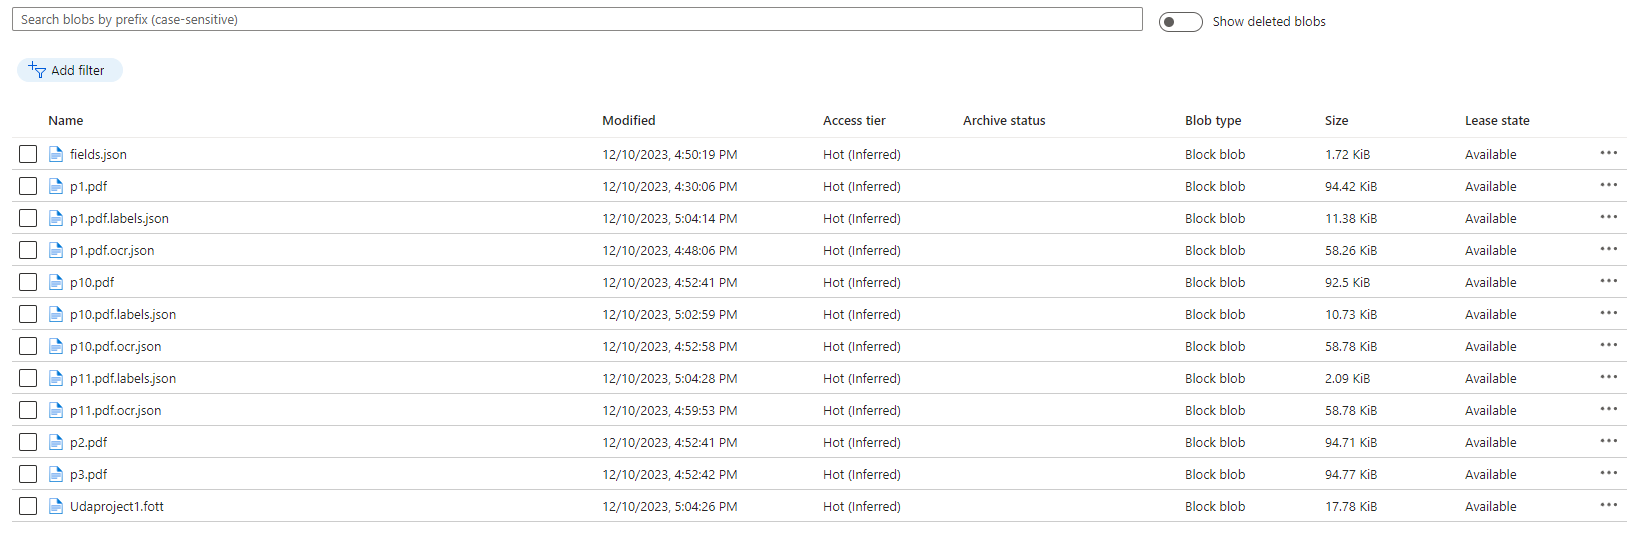 Search blobs by prefix (case-sensitive) Show deleted blobs
Add filter
Name Modified Access tier Archive status Blob type Size Lease state
fields.json 12/10/2023, 4:50:19 PM Hot (Inferred) Block blob 1.72 KiB Available
p1.pdf 12/10/2023, 4:30:06 PM Hot (Inferred) Block blob 94.42 KiB Available
p1.pdf.labels.json 12/10/2023, 5:04:14 PM Hot (Inferred) Block blob 11.38 KiB Available
p1.pdf.ocr.json 12/10/2023, 4:48:06 PM Hot (Inferred) Block blob 58.26 KiB Available
p10.pdf 12/10/2023, 4:52:41 PM Hot (Inferred) Block blob 92.5 KiB Available
p10.pdf.labels.json 12/10/2023, 5:02:59 PM Hot (Inferred) Block blob 10.73 KiB Available
p10.pdf.ocr.json 12/10/2023, 4:52:58 PM Hot (Inferred) Block blob 58.78 KiB Available
p11.pdf.labels.json 12/10/2023, 5:04:28 PM Hot (Inferred) Block blob 2.09 KiB Available
p11.pdf.ocr.json 12/10/2023, 4:59:53 PM Hot (Inferred) Block blob 58.78 KiB Available
p2.pdf 12/10/2023, 4:52:41 PM Hot (Inferred) Block blob 94.71 KiB Available
p3.pdf 12/10/2023, 4:52:42 PM Hot (Inferred) Block blob 94.77 KiB Available
Udaproject1.fott 12/10/2023, 5:04:26 PM Hot (Inferred) Block blob 17.78 KiB Available